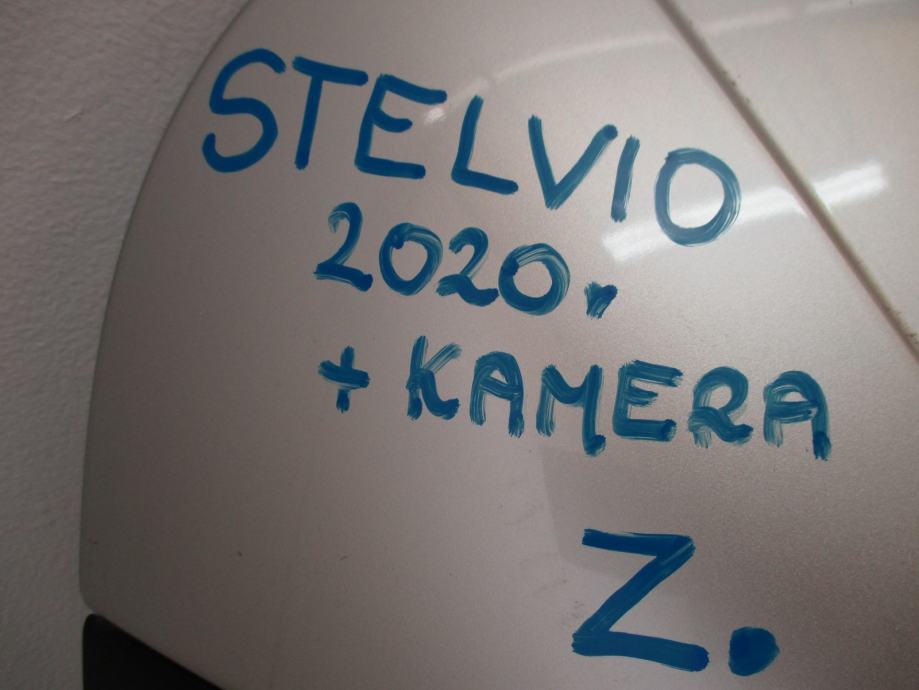 STELVIO
2020.
+ KAMERA
Z.